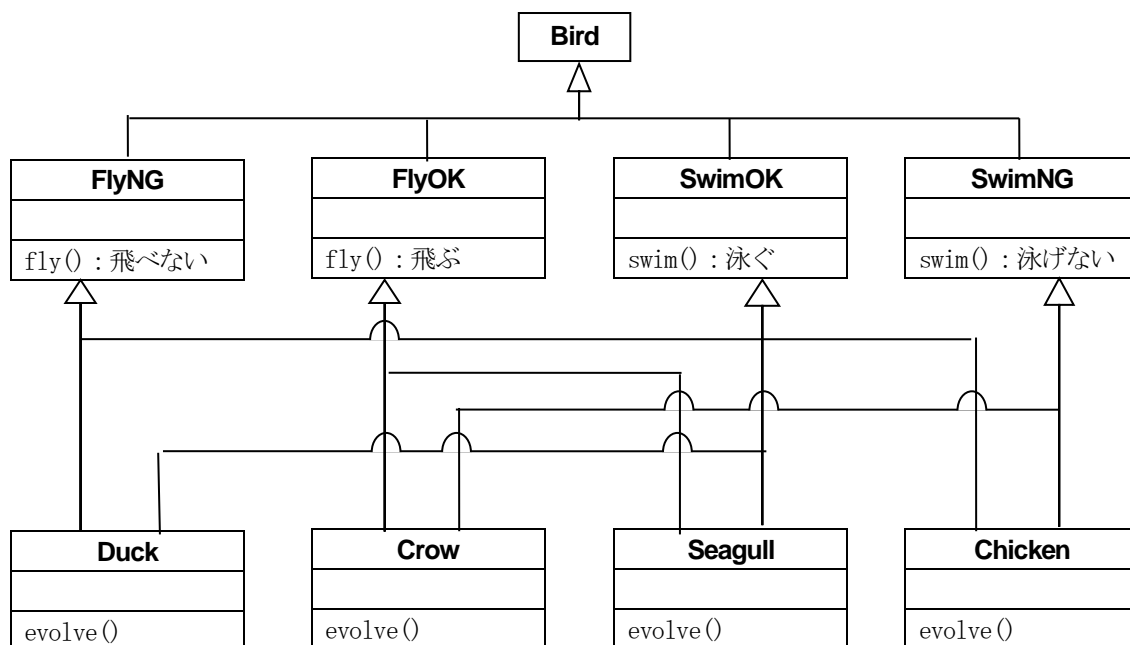 Bird
FlyNG
FlyOK
SwimOK
SwimNG
fly()：飛べない
fly()：飛ぶ
swim()：泳ぐ
swim()：泳げない
Duck
Crow
Seagull
Chicken
evolve()
evolve()
evolve()
evolve()